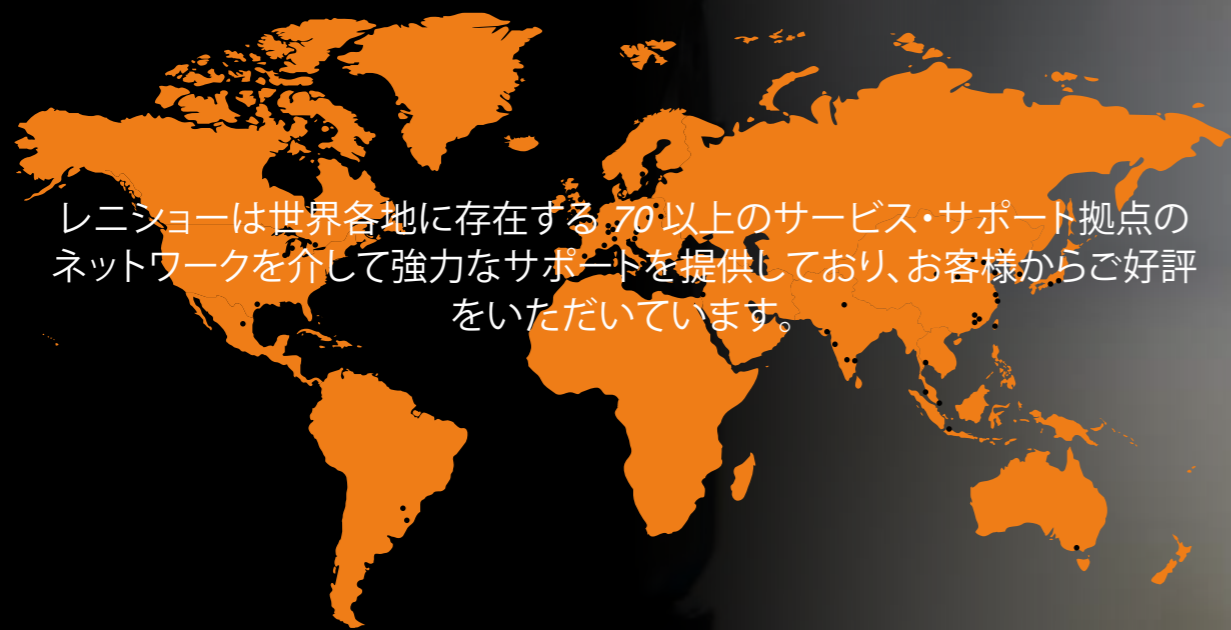 レニショーは世界各地に存在する 70 以上のサービス・サポート拠点の
ネットワークを介して強力なサポートを提供しており、お客様からご好評
をいただいています。